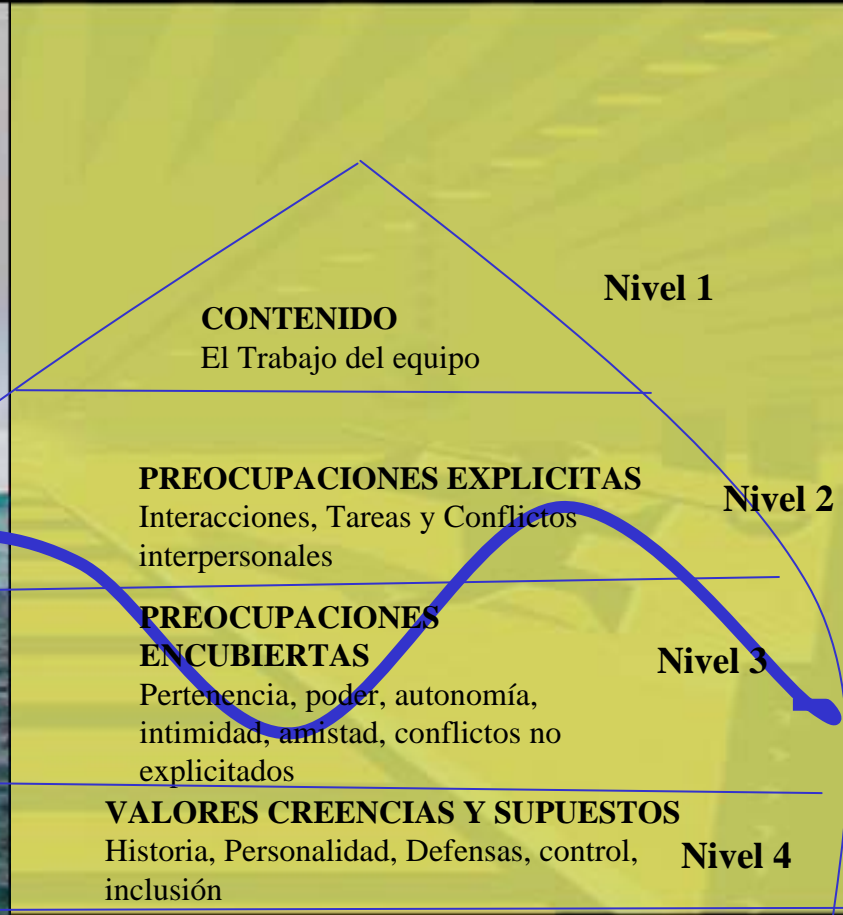 Nivel 1
CONTENIDO
El Trabajo del equipo
PREOCUPACIONES EXPLICITAS
Interacciones, Tareas y Conflictos
interpersonales
Nivel 2
PREOCUPACIONES
ENCUBIERTAS
Pertenencia, poder, autonomía,
intimidad, amistad, conflictos no
explicitados
Nivel 3
VALORES CREENCIAS Y SUPUESTOS
Historia, Personalidad, Defensas, control,
inclusión
Nivel 4